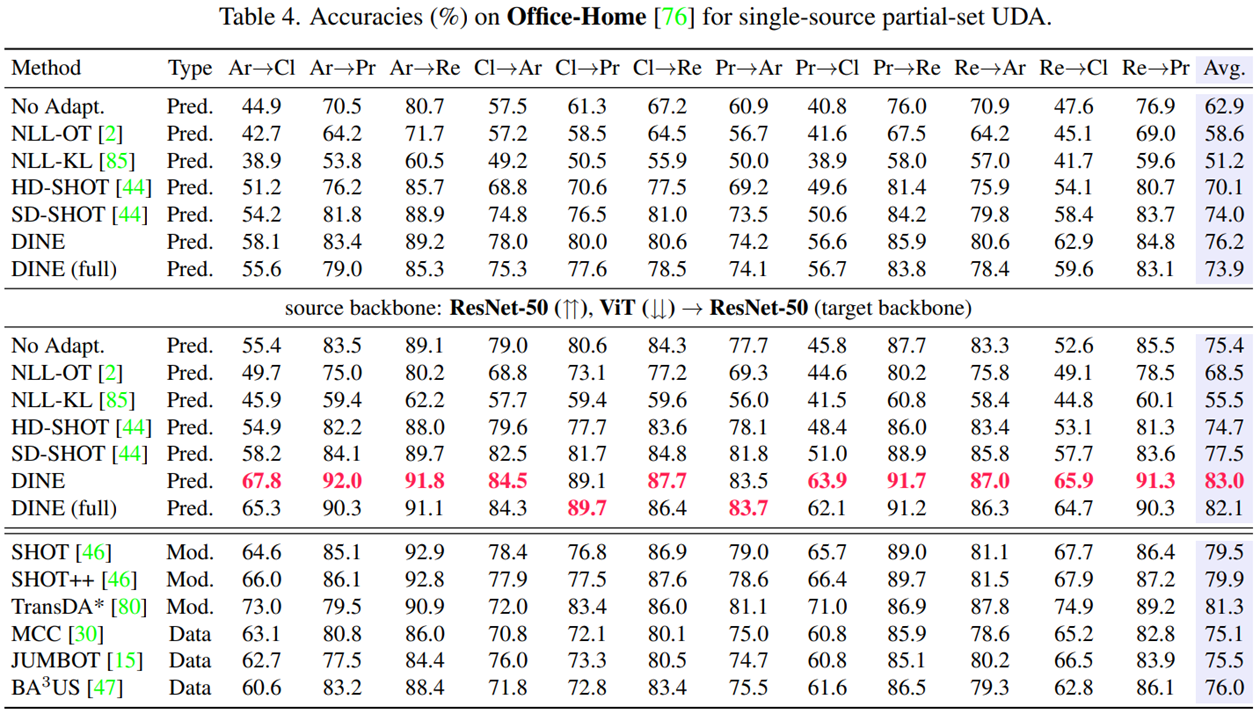 Table 4. Accuracies (%) on Office-Home [76] for single-source partial-set UDA.
Method Type Ar→Cl Ar→Pr Ar→Re Cl→Ar Cl→Pr Cl→Re Pr→Ar Pr→Cl Pr→Re Re→Ar Re→Cl Re→Pr Avg.
No Adapt. Pred. 44.9 70.5 80.7 57.5 61.3 67.2 60.9 40.8 76.0 70.9 47.6 76.9 62.9
NLL-OT [2] Pred. 42.7 64.2 71.7 57.2 58.5 64.5 56.7 41.6 67.5 64.2 45.1 69.0 58.6
NLL-KL [85] Pred. 38.9 53.8 60.5 49.2 50.5 55.9 50.0 38.9 58.0 57.0 41.7 59.6 51.2
HD-SHOT [44] Pred. 51.2 76.2 85.7 68.8 70.6 77.5 69.2 49.6 81.4 75.9 54.1 80.7 70.1
SD-SHOT [44] Pred. 54.2 81.8 88.9 74.8 76.5 81.0 73.5 50.6 84.2 79.8 58.4 83.7 74.0
DINE Pred. 58.1 83.4 89.2 78.0 80.0 80.6 74.2 56.6 85.9 80.6 62.9 84.8 76.2
DINE (full) Pred. 55.6 79.0 85.3 75.3 77.6 78.5 74.1 56.7 83.8 78.4 59.6 83.1 73.9
source backbone: ResNet-50 (⇈), ViT (⇊) → ResNet-50 (target backbone)
No Adapt. Pred. 55.4 83.5 89.1 79.0 80.6 84.3 77.7 45.8 87.7 83.3 52.6 85.5 75.4
NLL-OT [2] Pred. 49.7 75.0 80.2 68.8 73.1 77.2 69.3 44.6 80.2 75.8 49.1 78.5 68.5
NLL-KL [85] Pred. 45.9 59.4 62.2 57.7 59.4 59.6 56.0 41.5 60.8 58.4 44.8 60.1 55.5
HD-SHOT [44] Pred. 54.9 82.2 88.0 79.6 77.7 83.6 78.1 48.4 86.0 83.4 53.1 81.3 74.7
SD-SHOT [44] Pred. 58.2 84.1 89.7 82.5 81.7 84.8 81.8 51.0 88.9 85.8 57.7 83.6 77.5
DINE Pred. 67.8 92.0 91.8 84.5 89.1 87.7 83.5 63.9 91.7 87.0 65.9 91.3 83.0
DINE (full) Pred. 65.3 90.3 91.1 84.3 89.7 86.4 83.7 62.1 91.2 86.3 64.7 90.3 82.1
SHOT [46] Mod. 64.6 85.1 92.9 78.4 76.8 86.9 79.0 65.7 89.0 81.1 67.7 86.4 79.5
SHOT++ [46] Mod. 66.0 86.1 92.8 77.9 77.5 87.6 78.6 66.4 89.7 81.5 67.9 87.2 79.9
TransDA* [80] Mod. 73.0 79.5 90.9 72.0 83.4 86.0 81.1 71.0 86.9 87.8 74.9 89.2 81.3
MCC [30] Data 63.1 80.8 86.0 70.8 72.1 80.1 75.0 60.8 85.9 78.6 65.2 82.8 75.1
JUMBOT [15] Data 62.7 77.5 84.4 76.0 73.3 80.5 74.7 60.8 85.1 80.2 66.5 83.9 75.5
BA³US [47] Data 60.6 83.2 88.4 71.8 72.8 83.4 75.5 61.6 86.5 79.3 62.8 86.1 76.0